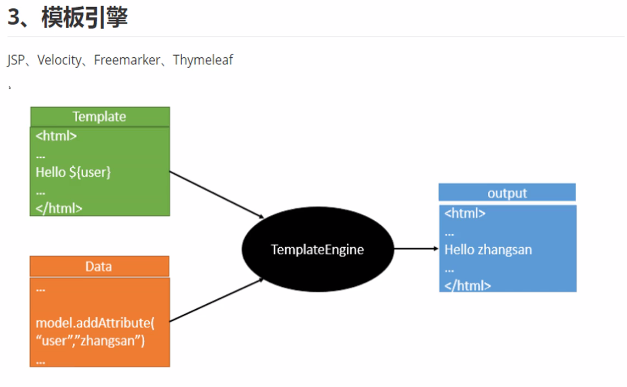 3、模板引擎
JSP、Velocity、Freemarker、Thymeleaf
Template
<html>
...
Hello ${user}
...
</html>
Data
...
model.addAttribute(
“user”,”zhangsan”)
...
TemplateEngine
output
<html>
...
Hello zhangsan
...
</html>